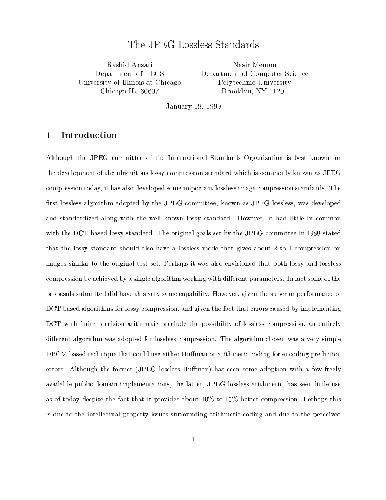 The JPEG Lossless Standards
Rashid Ansari Nasir Memon
Department of Department of Computer Science
University of Illinois at Chicago Polytechnic University
Chicago IL, 60607 Brooklyn, NY
January 1999
1 Introduction
Although the JPEG committee of the International Standards Organization is best known for
the development of the ubiquitous lossy compression standard which is commonly known as JPEG
compression today, it has also developed some important lossless image compression standards. The
first lossless algorithm adopted by the JPEG committee, known as JPEG lossless, was developed
and standardized along with the well known lossy standard. However, it had little in common
with the DCT based lossy standard. The original goals set by the JPEG committee in 1988 stated
that the lossy standard should also have a lossless mode that gives about 2 to 1 compression on
images similar to the original test set. Perhaps it was also envisioned that both lossy and lossless
compression be achieved by a single algorithm working with different parameters. In fact some of the
proposals submitted did have this very same capability. However, given the superior performance of
DCT based algorithms for lossy compression, and given the fact that errors caused by implementing
DCT with finite precision arithmetic preclude the possibility of lossless compression, an entirely
different algorithm was adopted for lossless compression. The algorithm chosen was a very simple
DPCM based technique that could use either Huffman or arithmetic coding for encoding prediction
errors. Although the former (JPEG lossless Huffman) has seen some adoption with a few freely
available public domain implementations, the latter, JPEG lossless arithmetic, has seen little use
as of today despite the fact that it provides about 10% to 15% better compression. Perhaps this
is due to the intellectual property issues surrounding arithmetic coding and due to the perceived
1